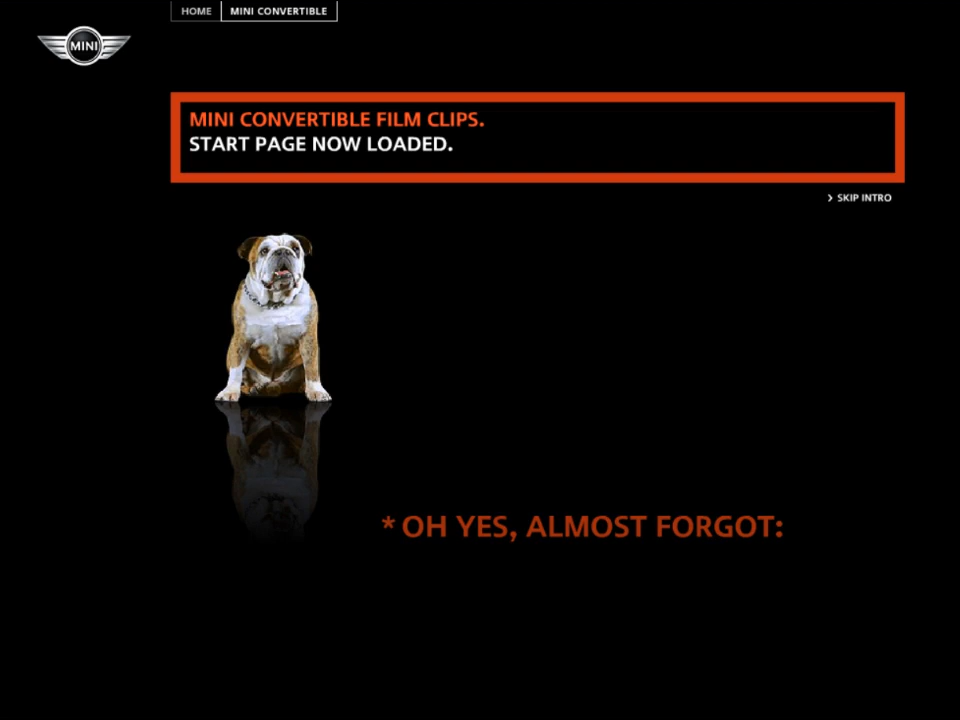 HOME
MINI CONVERTIBLE
MINI
MINI CONVERTIBLE FILM CLIPS.
START PAGE NOW LOADED.
> SKIP INTRO
* OH YES, ALMOST FORGOT: